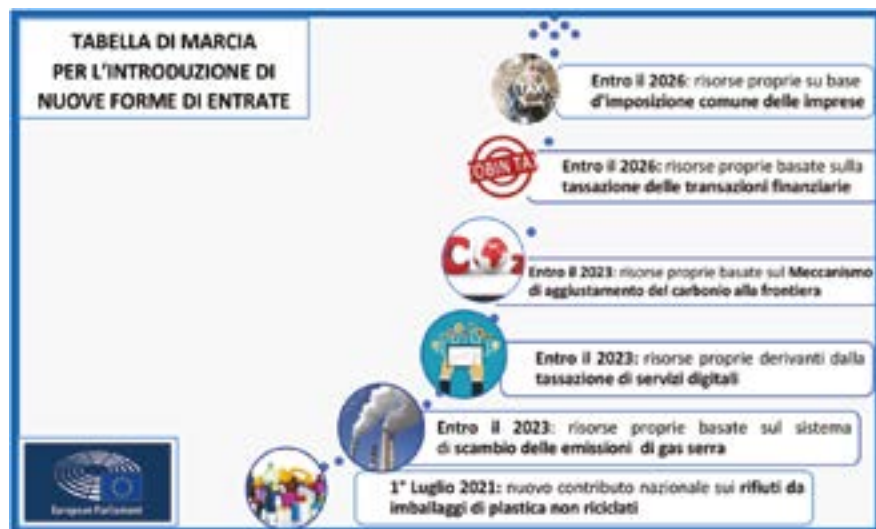 TABELLA DI MARCIA
PER L'INTRODUZIONE DI
NUOVE FORME DI ENTRATE
Entro il 2026: risorse proprie su base
d'imposizione comune delle imprese
OBIN TA
Entro il 2026: risorse proprie basate sulla
tassazione delle transazioni finanziarie
CO2
Entro il 2023: risorse proprie basate sul Meccanismo
di aggiustamento del carbonio alla frontiera
Entro il 2023: risorse proprie derivanti dalla
tassazione di servizi digitali
Entro il 2023: risorse proprie basate sul sistema
di scambio delle emissioni di gas serra
1° Luglio 2021: nuovo contributo nazionale sui rifiuti da
imballaggi di plastica non riciclati
European Parliament